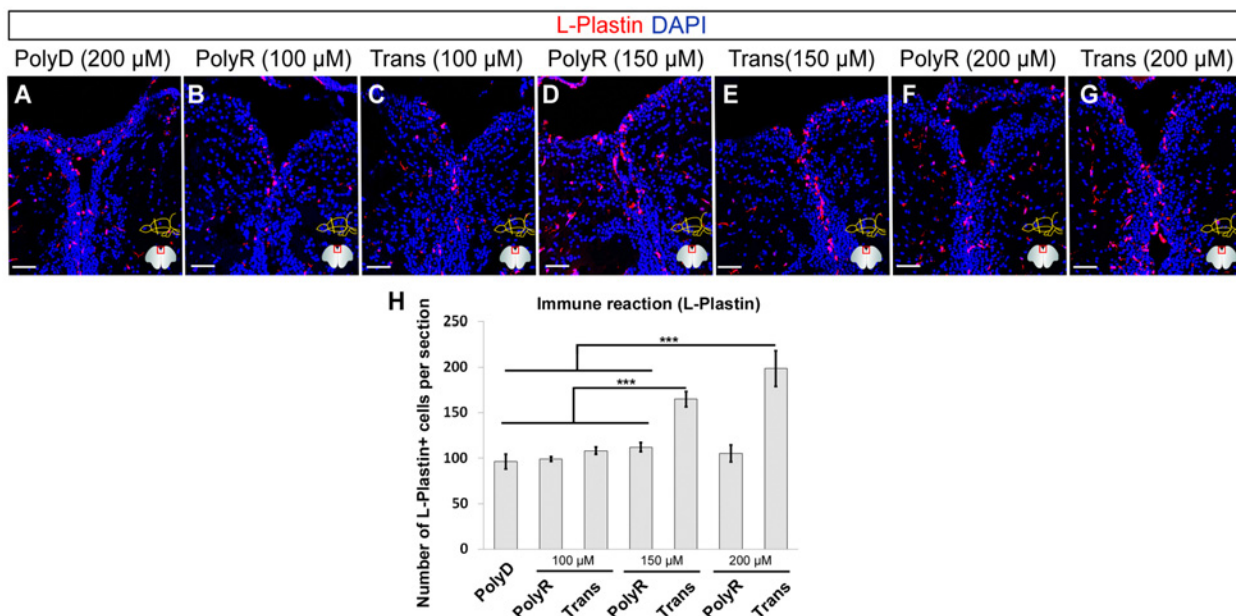 L-Plastin DAPI
PolyD (200 µM) PolyR (100 µM) Trans (100 µM) PolyR (150 µM) Trans(150 µM) PolyR (200 µM) Trans (200 µM)
A B C D E F G
H Immune reaction (L-Plastin)
Number of L-Plastin+ cells per section
250
200
150
100
50
0
***
***
100 µM 150 µM 200 µM
PolyD PolyR Trans PolyR Trans PolyR Trans